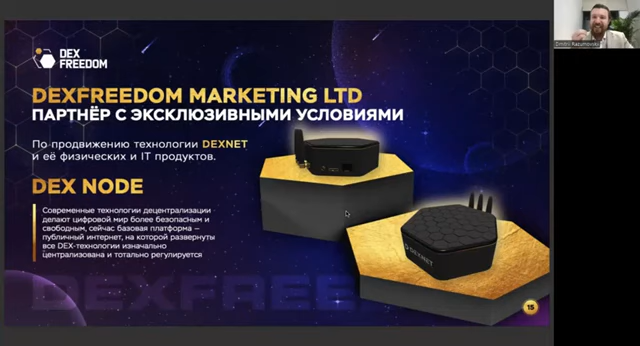 DEX
FREEDOM
DEXFREEDOM MARKETING LTD
ПАРТНЁР С ЭКСКЛЮЗИВНЫМИ УСЛОВИЯМИ
По продвижению технологии DEXNET
и её физических и IT продуктов.
DEX NODE
Современные технологии децентрализации
делают цифровой мир более безопасным и
свободным, сейчас базовая платформа –
публичный интернет, на которой развернуты
все DEX-технологии изначально
централизована и тотально регулируется
DEXNET
DEXFREE
15